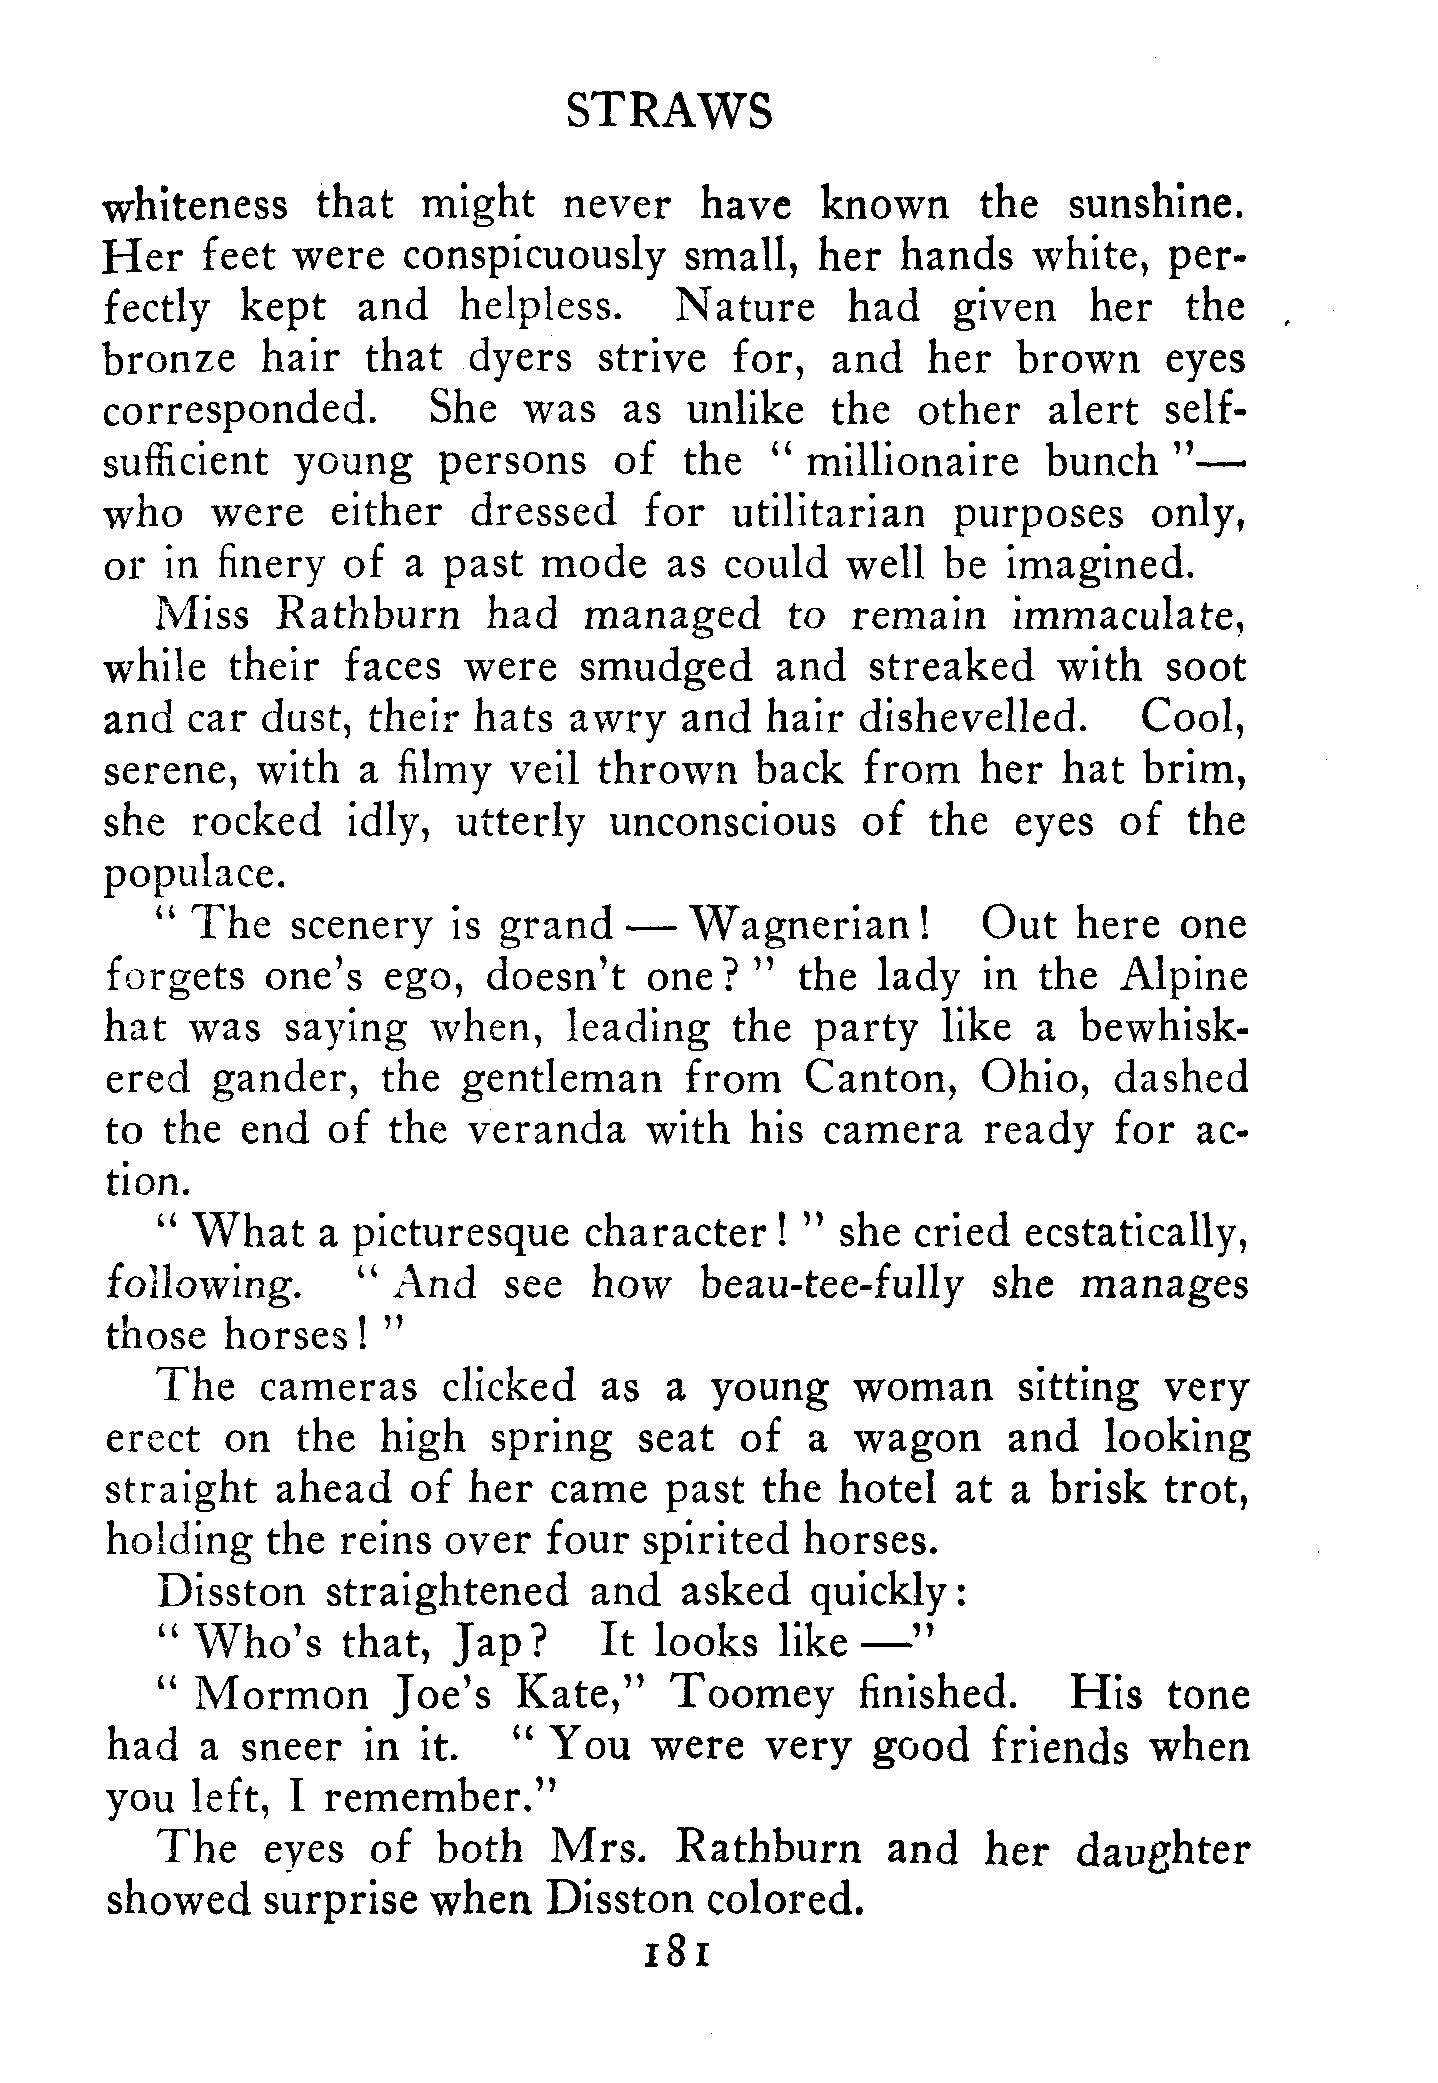 STRAWS
whiteness that might never have known the sunshine.
Her feet were conspicuously small, her hands white, per-
fectly kept and helpless. Nature had given her the
bronze hair that dyers strive for, and her brown eyes
corresponded. She was as unlike the other alert self-
sufficient young persons of the " millionaire bunch "—
who were either dressed for utilitarian purposes only,
or in finery of a past mode as could well be imagined.
Miss Rathburn had managed to remain immaculate,
while their faces were smudged and streaked with soot
and car dust, their hats awry and hair dishevelled. Cool,
serene, with a filmy veil thrown back from her hat brim,
she rocked idly, utterly unconscious of the eyes of the
populace.
" The scenery is grand — Wagnerian! Out here one
forgets one's ego, doesn't one? " the lady in the Alpine
hat was saying when, leading the party like a bewhisk-
ered gander, the gentleman from Canton, Ohio, dashed
to the end of the veranda with his camera ready for ac-
tion.
" What a picturesque character! " she cried ecstatically,
following. " And see how beau-tee-fully she manages
those horses! "
The cameras clicked as a young woman sitting very
erect on the high spring seat of a wagon and looking
straight ahead of her came past the hotel at a brisk trot,
holding the reins over four spirited horses.
Disston straightened and asked quickly:
" Who's that, Jap? It looks like —"
" Mormon Joe's Kate," Toomey finished. His tone
had a sneer in it. " You were very good friends when
you left, I remember."
The eyes of both Mrs. Rathburn and her daughter
showed surprise when Disston colored.
181